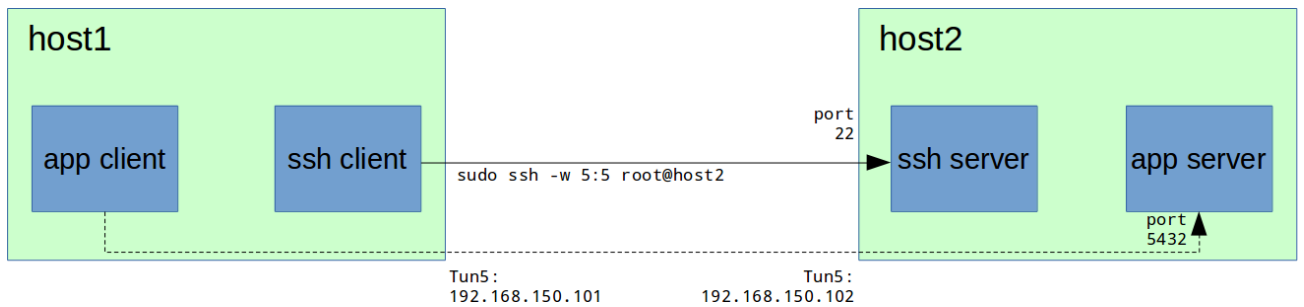 host1
app client
ssh client
sudo ssh -w 5:5 root@host2
port
22
host2
ssh server
app server
port
5432
Tun5:
192.168.150.101
Tun5:
192.168.150.102